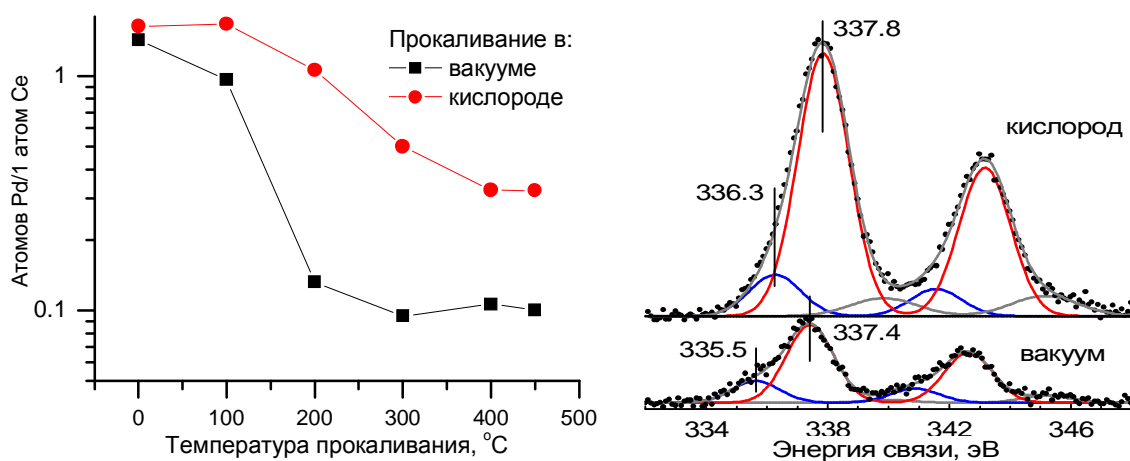 Атомов Pd/1 атом Ce
1
0.1
Прокаливание в:
вакууме
кислороде
0
100
200
300
400
500
Температура прокаливания, °C
337.8
336.3
кислород
335.5
337.4
вакуум
334
338
342
346
Энергия связи, эВ